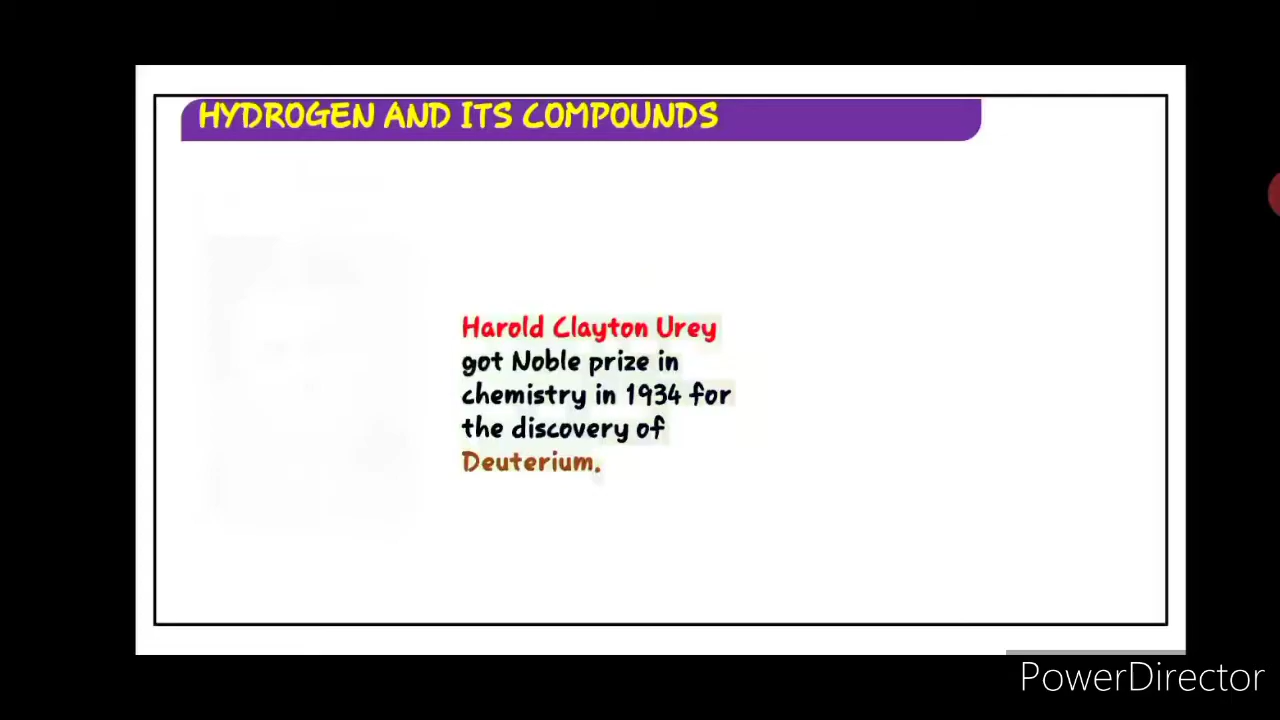 HYDROGEN AND ITS COMPOUNDS
Harold Clayton Urey
got Noble prize in
chemistry in 1934 for
the discovery of
Deuterium.
PowerDirector